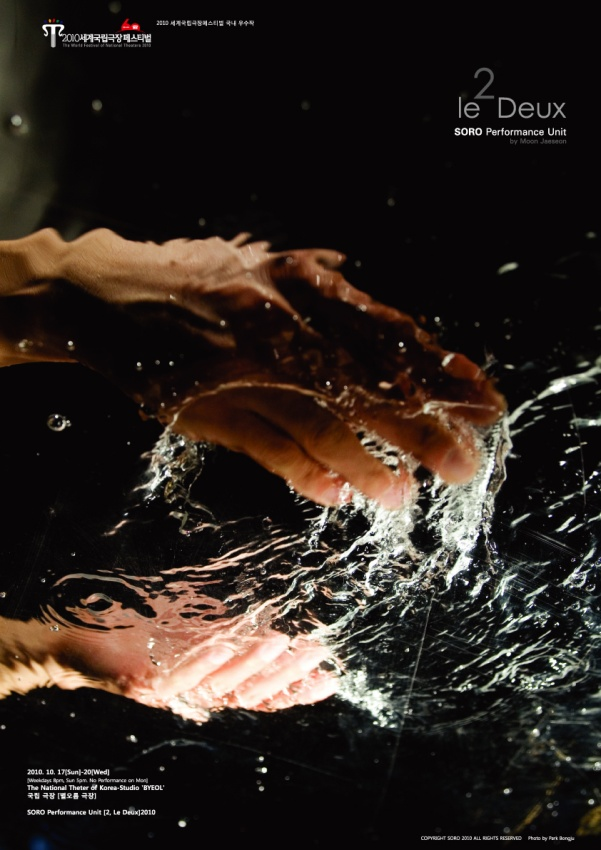 2010세계국립극장페스티벌
The World Festival of National Theaters 2010
2010 세계국립극장페스티벌 국내 우수작
2
le Deux
SORO Performance Unit
by Moon Jaeseon
2010. 10. 17[Sun]-20[Wed]
[Weekdays 8pm, Sun 5pm. No Performance on Mon]
The National Theter of Korea-Studio 'BYEOL'
국립 극장 [별오름 극장]
SORO Performance Unit [2, Le Deux]2010
COPYRIGHT SORO 2010 ALL RIGHTS RESERVED Photo by Park Bongju